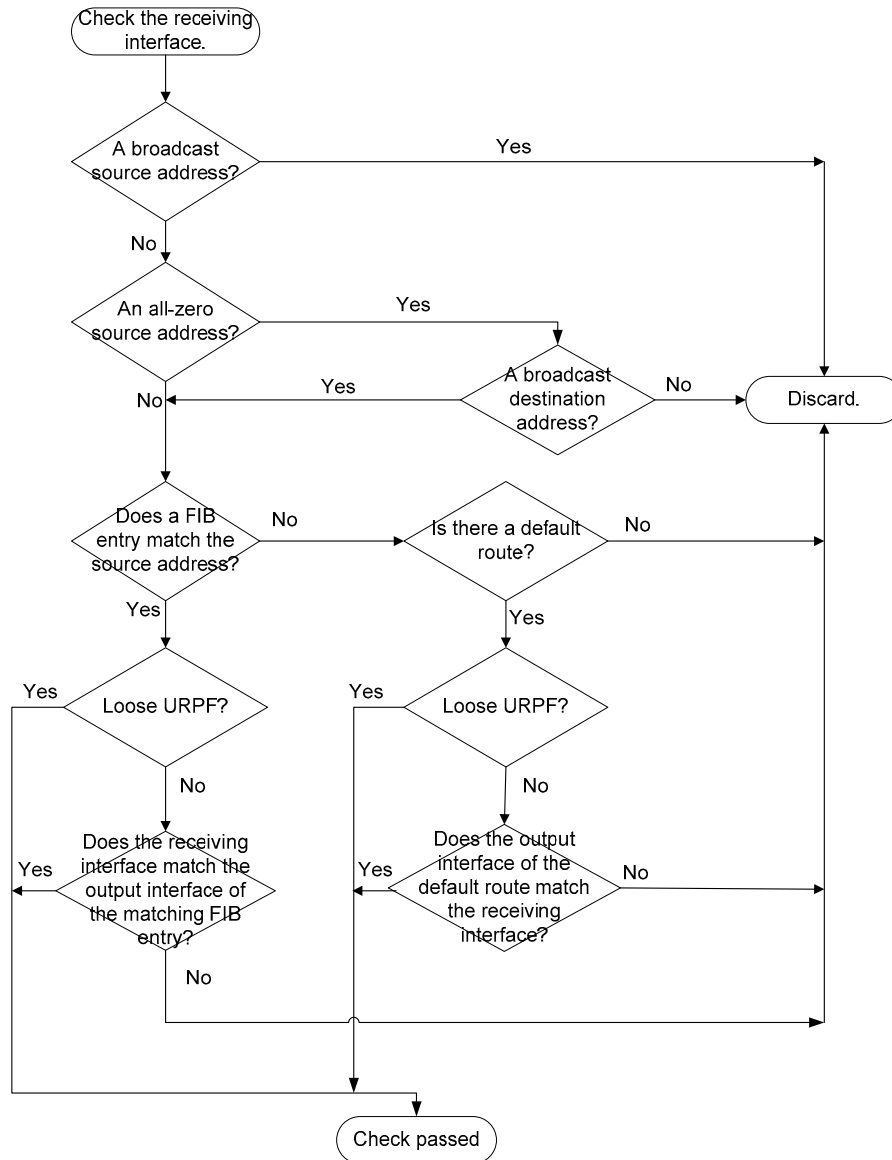 Check the receiving
interface.
A broadcast
source address?
Yes
No
An all-zero
source address?
Yes
A broadcast
destination
address?
Yes
No
No
Discard.
Does a FIB
entry match the
source address?
No
Is there a default
route?
No
Yes
Yes
Yes
Loose URPF?
Yes
Loose URPF?
No
No
Does the receiving
interface match the
output interface of
the matching FIB
entry?
Yes
Does the output
interface of the
default route match
the receiving
interface?
Yes
No
No
Check passed